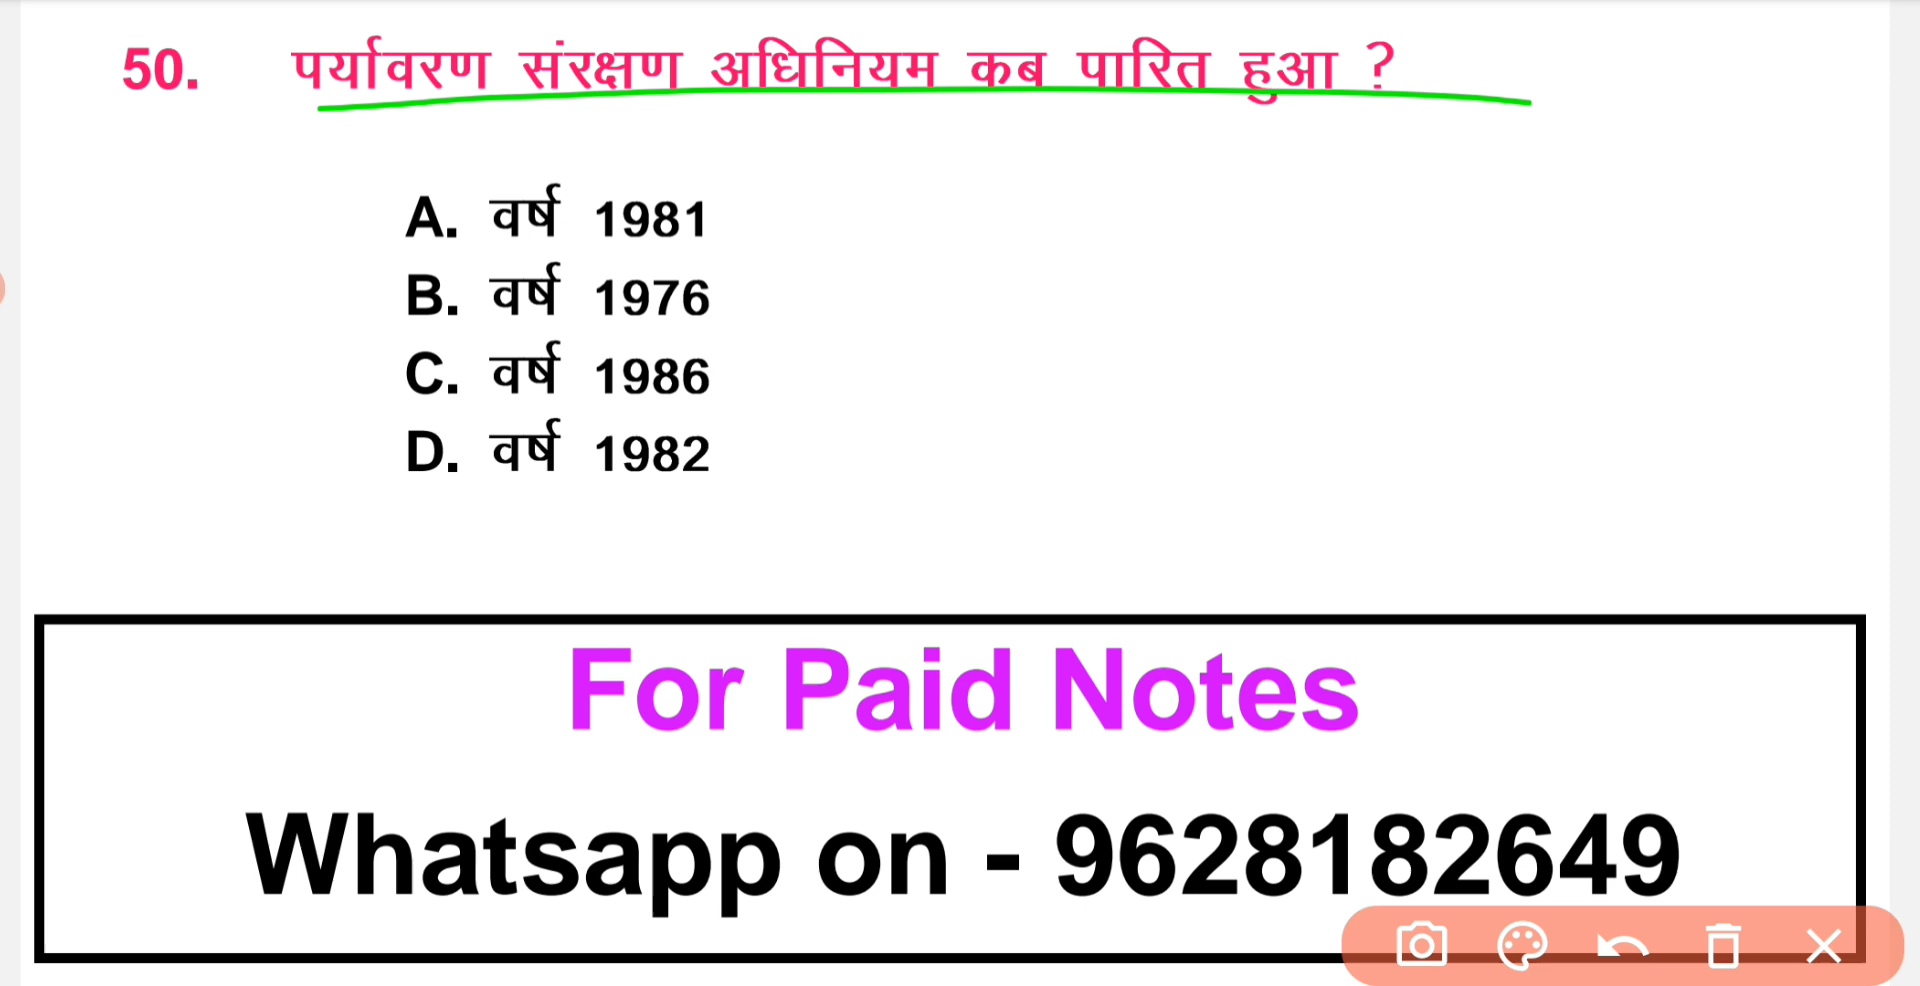 50. पर्यावरण संरक्षण अधिनियम कब पारित हुआ ?
A. वर्ष 1981
B. वर्ष 1976
C. वर्ष 1986
D. वर्ष 1982
For Paid Notes
Whatsapp on - 9628182649